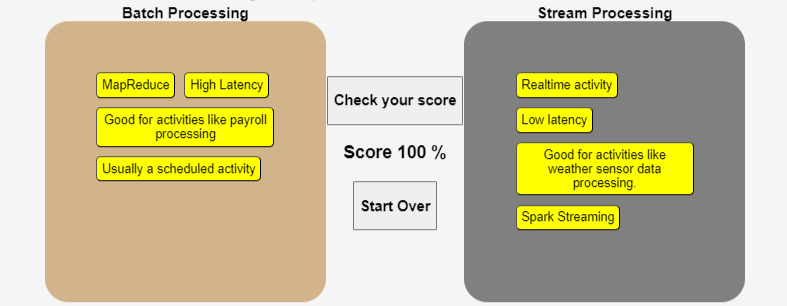 Batch Processing
MapReduce
High Latency
Good for activities like payroll
processing
Usually a scheduled activity
Check your score
Score 100 %
Start Over
Stream Processing
Realtime activity
Low latency
Good for activities like
weather sensor data
processing.
Spark Streaming